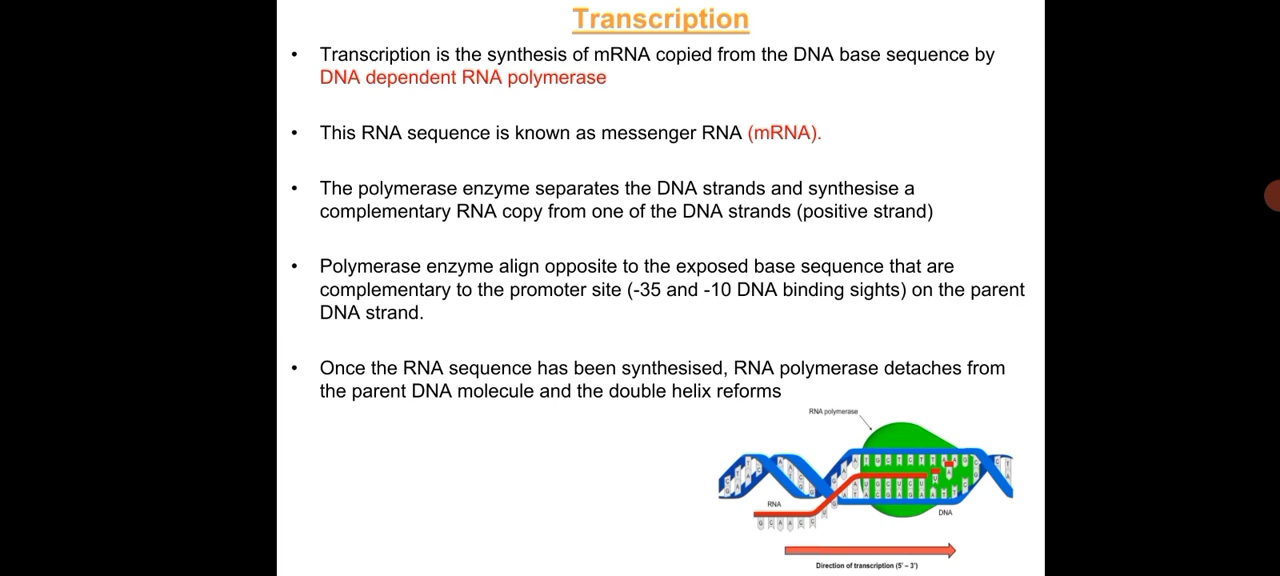 Transcription
• Transcription is the synthesis of mRNA copied from the DNA base sequence by
DNA dependent RNA polymerase
• This RNA sequence is known as messenger RNA (mRNA).
• The polymerase enzyme separates the DNA strands and synthesise a
complementary RNA copy from one of the DNA strands (positive strand)
• Polymerase enzyme align opposite to the exposed base sequence that are
complementary to the promoter site (-35 and -10 DNA binding sights) on the parent
DNA strand.
• Once the RNA sequence has been synthesised, RNA polymerase detaches from
the parent DNA molecule and the double helix reforms
RNA polymerase
RNA
DNA
Direction of transcription (5' – 3')